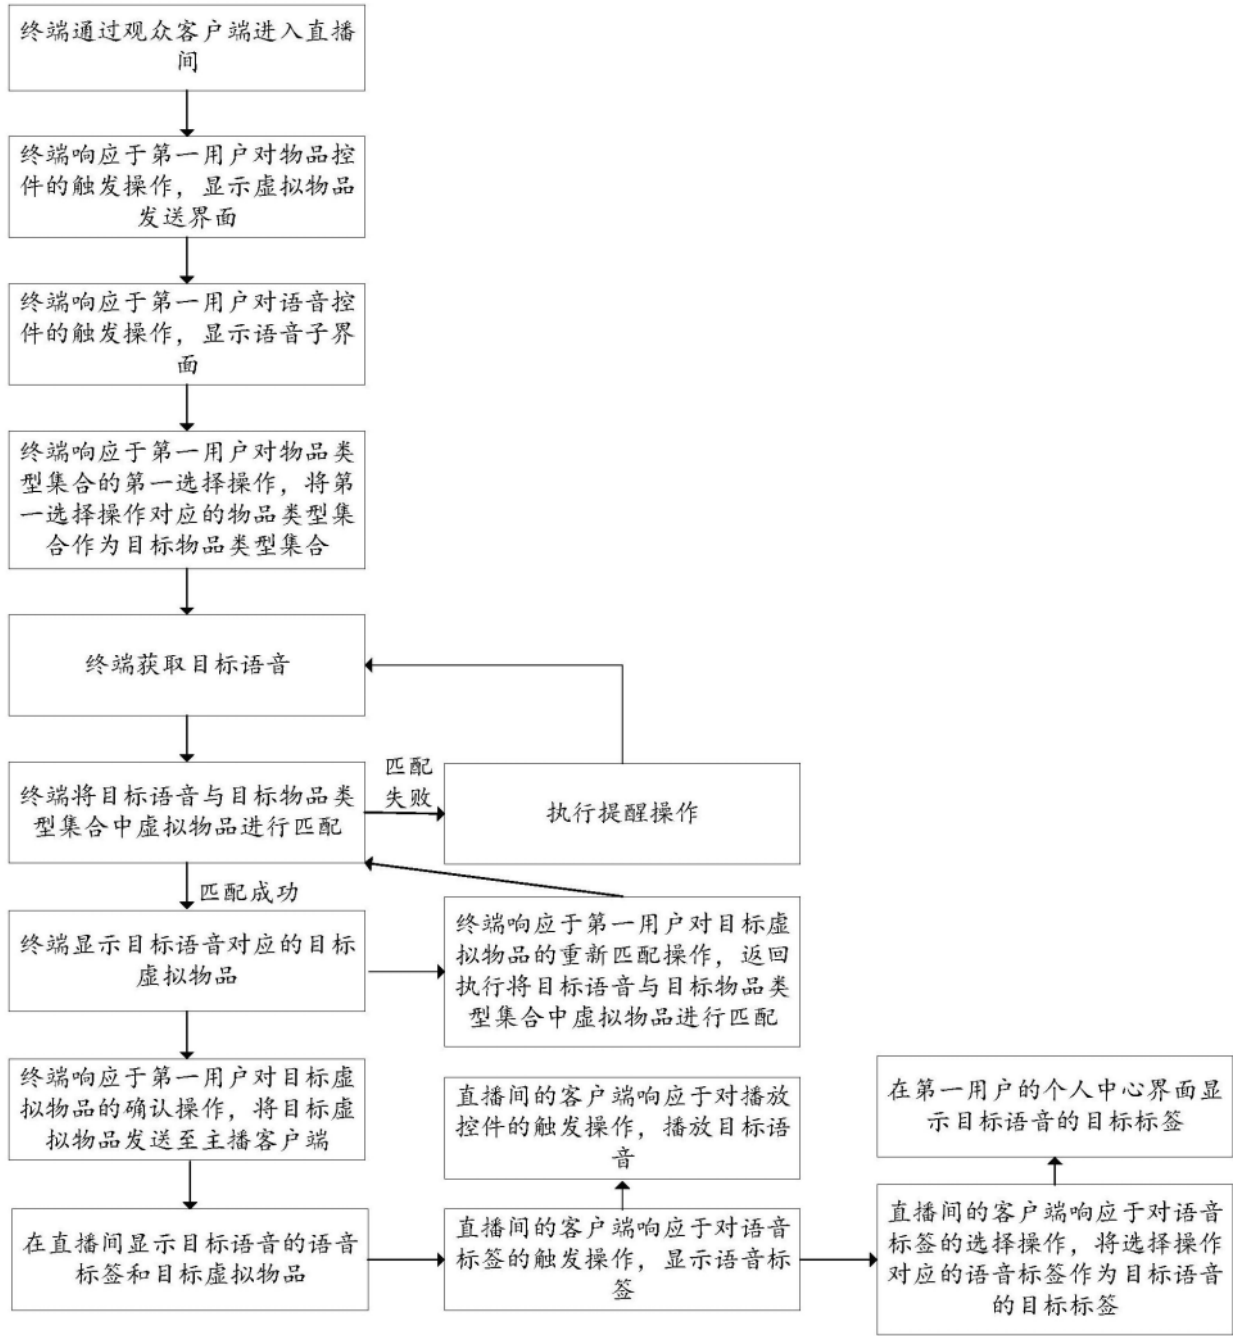 终端通过观众客户端进入直播
间
终端响应于第一用户对物品控
件的触发操作，显示虚拟物品
发送界面
终端响应于第一用户对语音控
件的触发操作，显示语音子界
面
终端响应于第一用户对物品类
型集合的第一选择操作，将第
一选择操作对应的物品类型集
合作为目标物品类型集合
终端获取目标语音
终端将目标语音与目标物品类
型集合中虚拟物品进行匹配
匹配
失败
执行提醒操作
匹配成功
终端显示目标语音对应的目标
虚拟物品
终端响应于第一用户对目标虚
拟物品的重新匹配操作，返回
执行将目标语音与目标物品类
型集合中虚拟物品进行匹配
终端响应于第一用户对目标虚
拟物品的确认操作，将目标虚
拟物品发送至主播客户端
直播间的客户端响应于对播放
控件的触发操作，播放目标语
音
在第一用户的个人中心界面显
示目标语音的目标标签
在直播间显示目标语音的语音
标签和目标虚拟物品
直播间的客户端响应于对语音
标签的触发操作，显示语音标
签
直播间的客户端响应于对语音
标签的选择操作，将选择操作
对应的语音标签作为目标语音
的目标标签